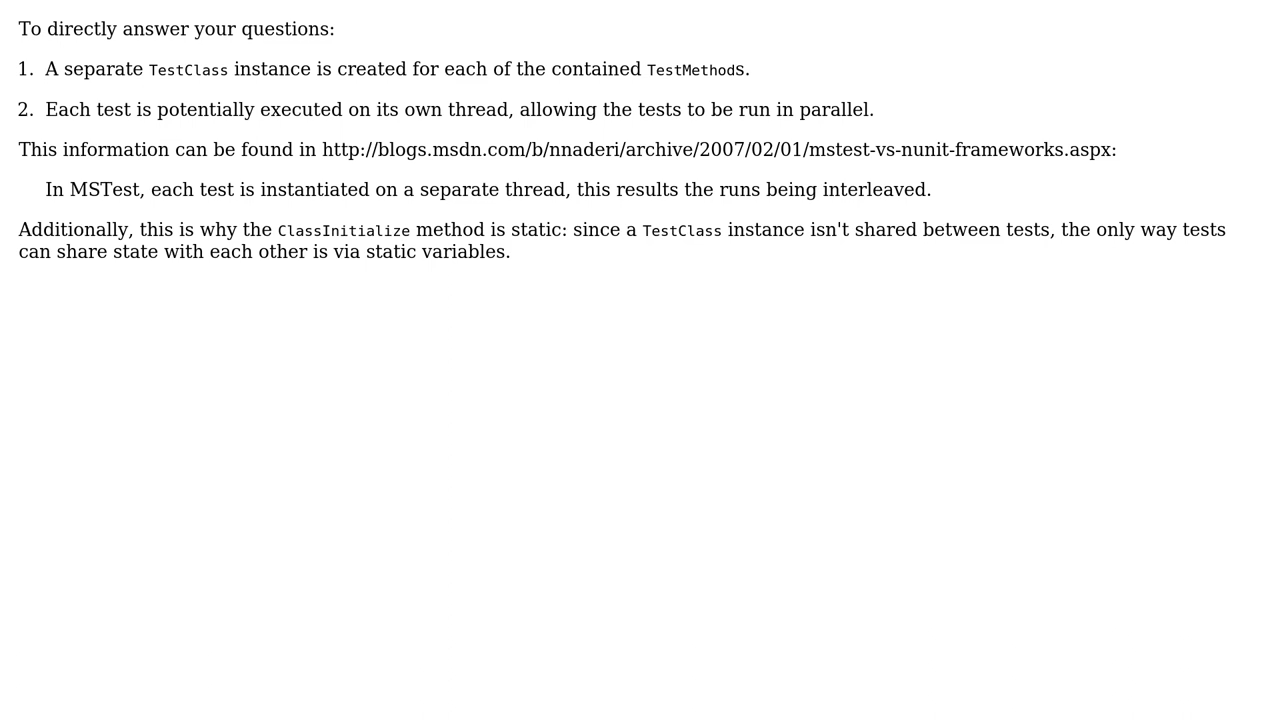 To directly answer your questions:
1. A separate TestClass instance is created for each of the contained TestMethods.
2. Each test is potentially executed on its own thread, allowing the tests to be run in parallel.
This information can be found in http://blogs.msdn.com/b/nnaderi/archive/2007/02/01/mstest-vs-nunit-frameworks.aspx:
In MSTest, each test is instantiated on a separate thread, this results the runs being interleaved.
Additionally, this is why the ClassInitialize method is static: since a TestClass instance isn't shared between tests, the only way tests
can share state with each other is via static variables.